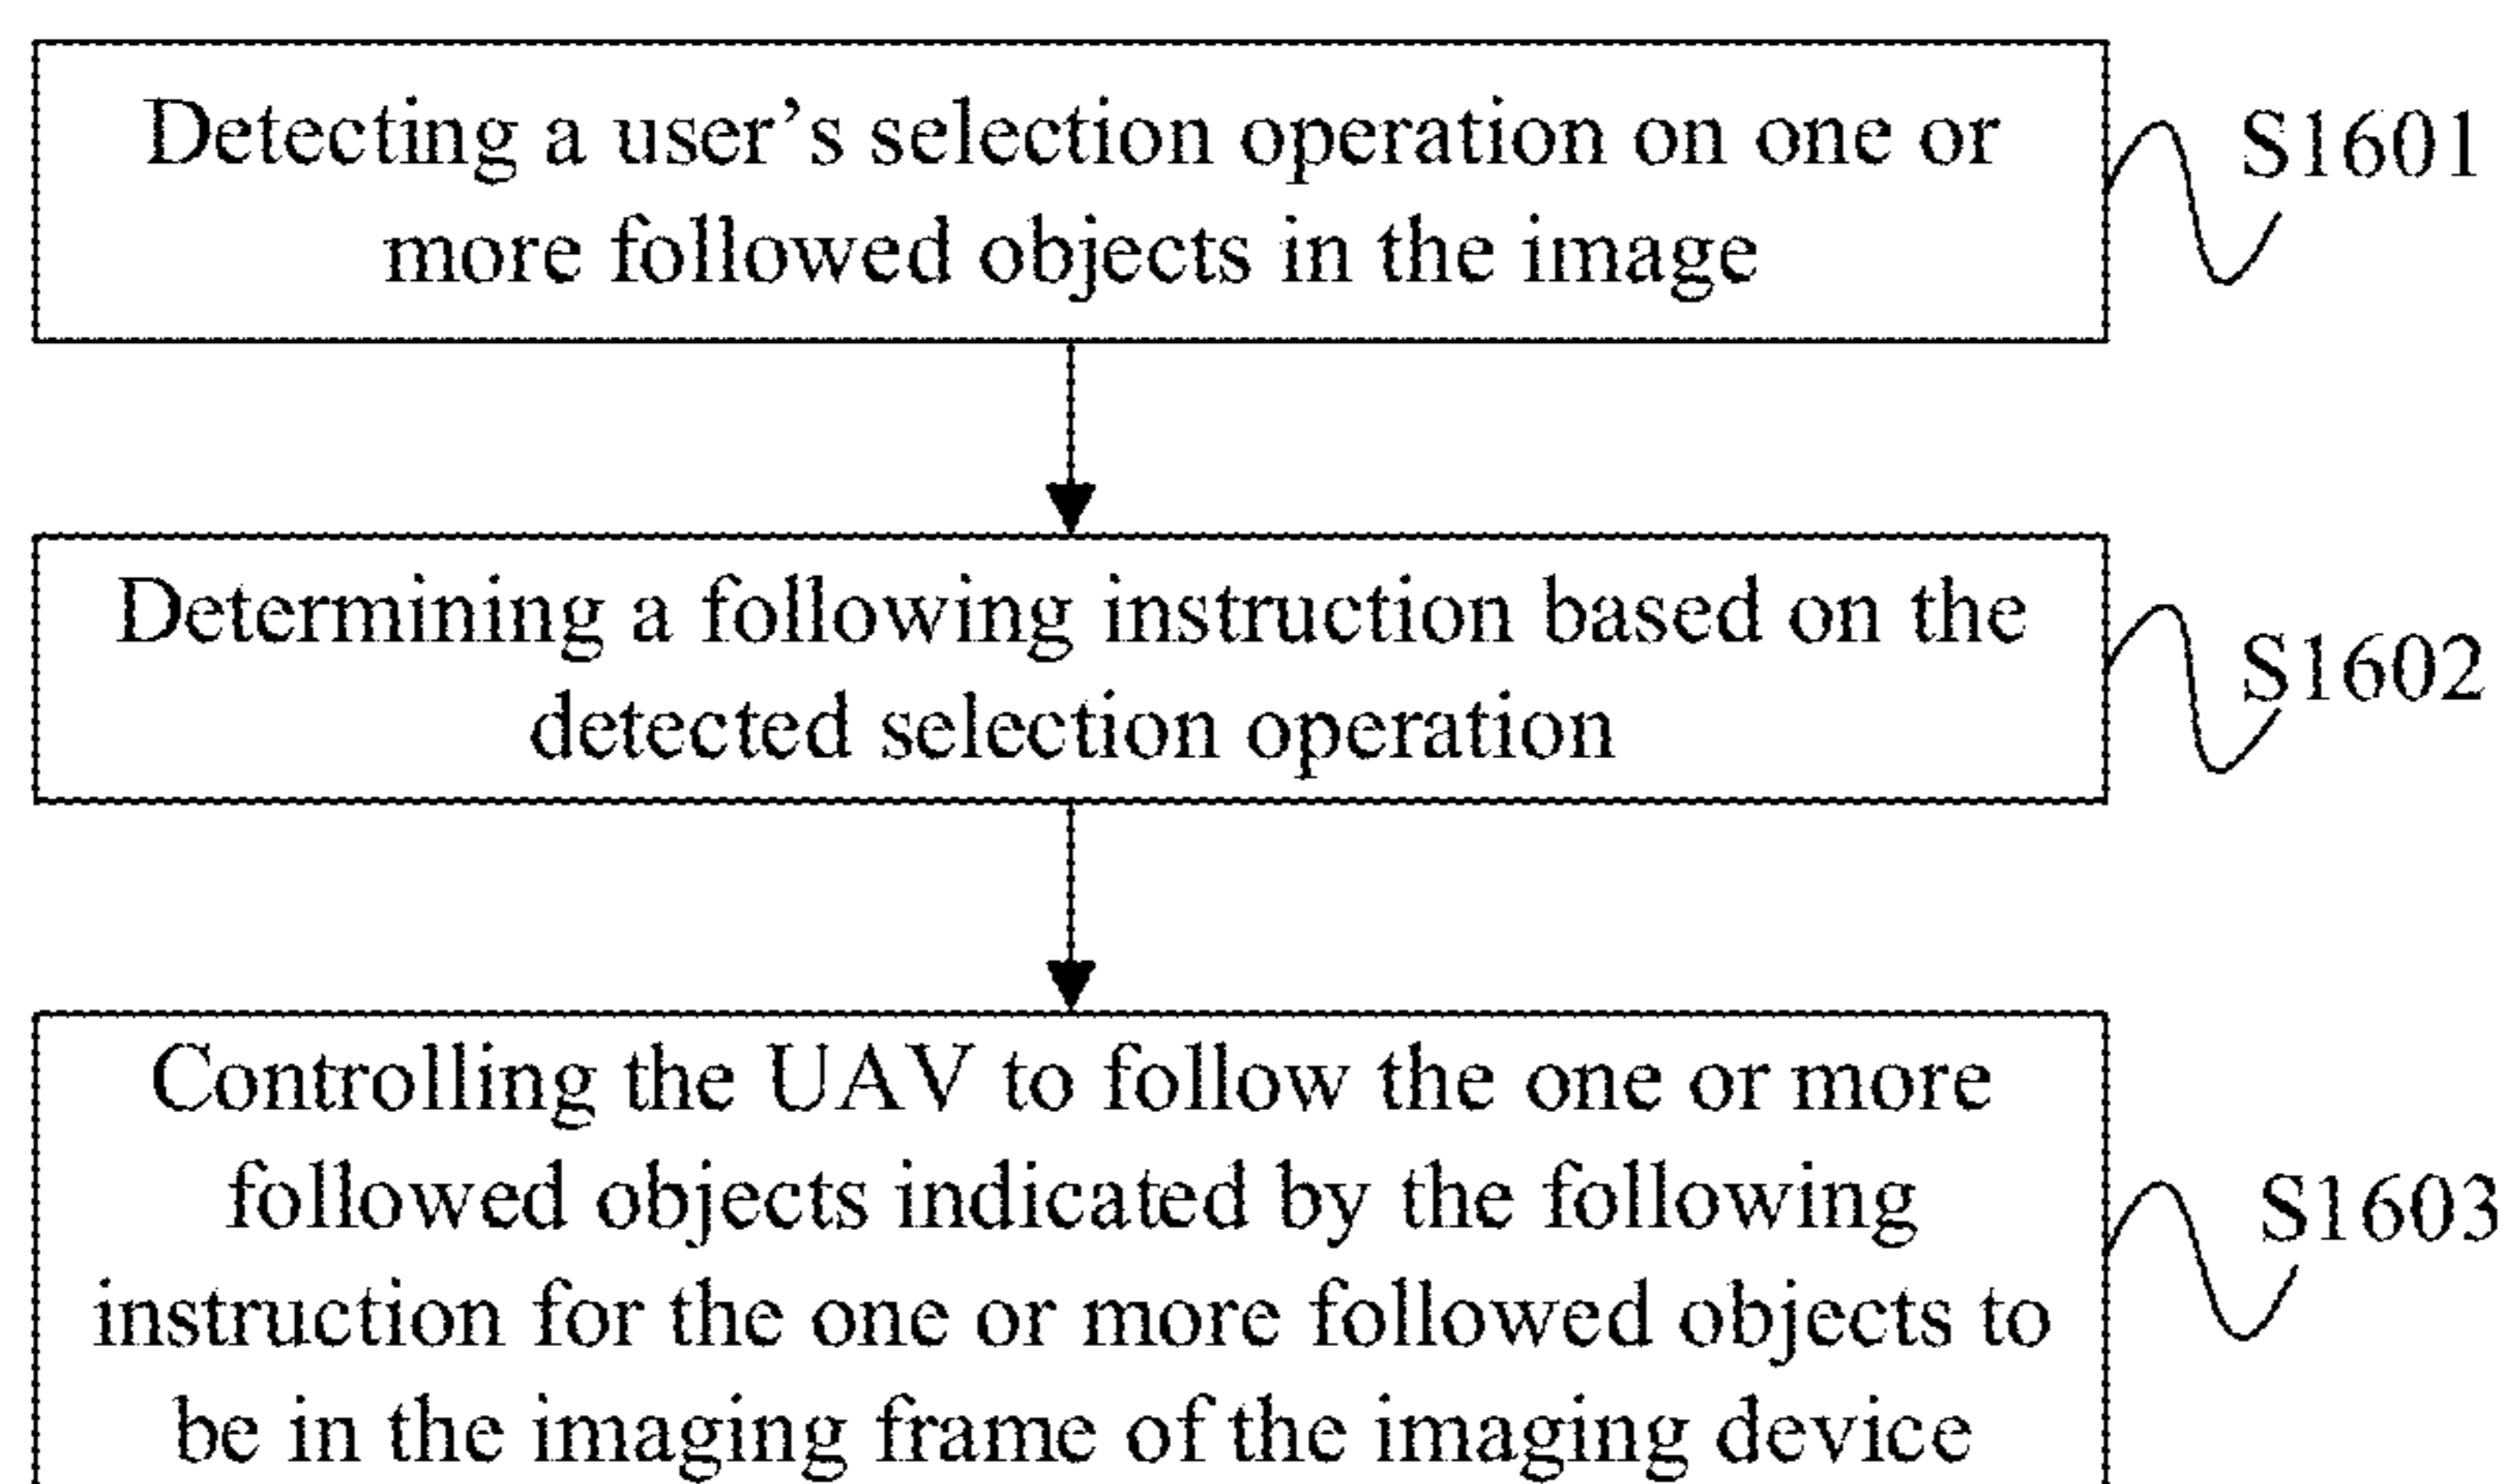 Detecting a user’s selection operation on one or
more followed objects in the image
S1601
Determining a following instruction based on the
detected selection operation
S1602
Controlling the UAV to follow the one or more
followed objects indicated by the following
instruction for the one or more followed objects to
be in the imaging frame of the imaging device
S1603